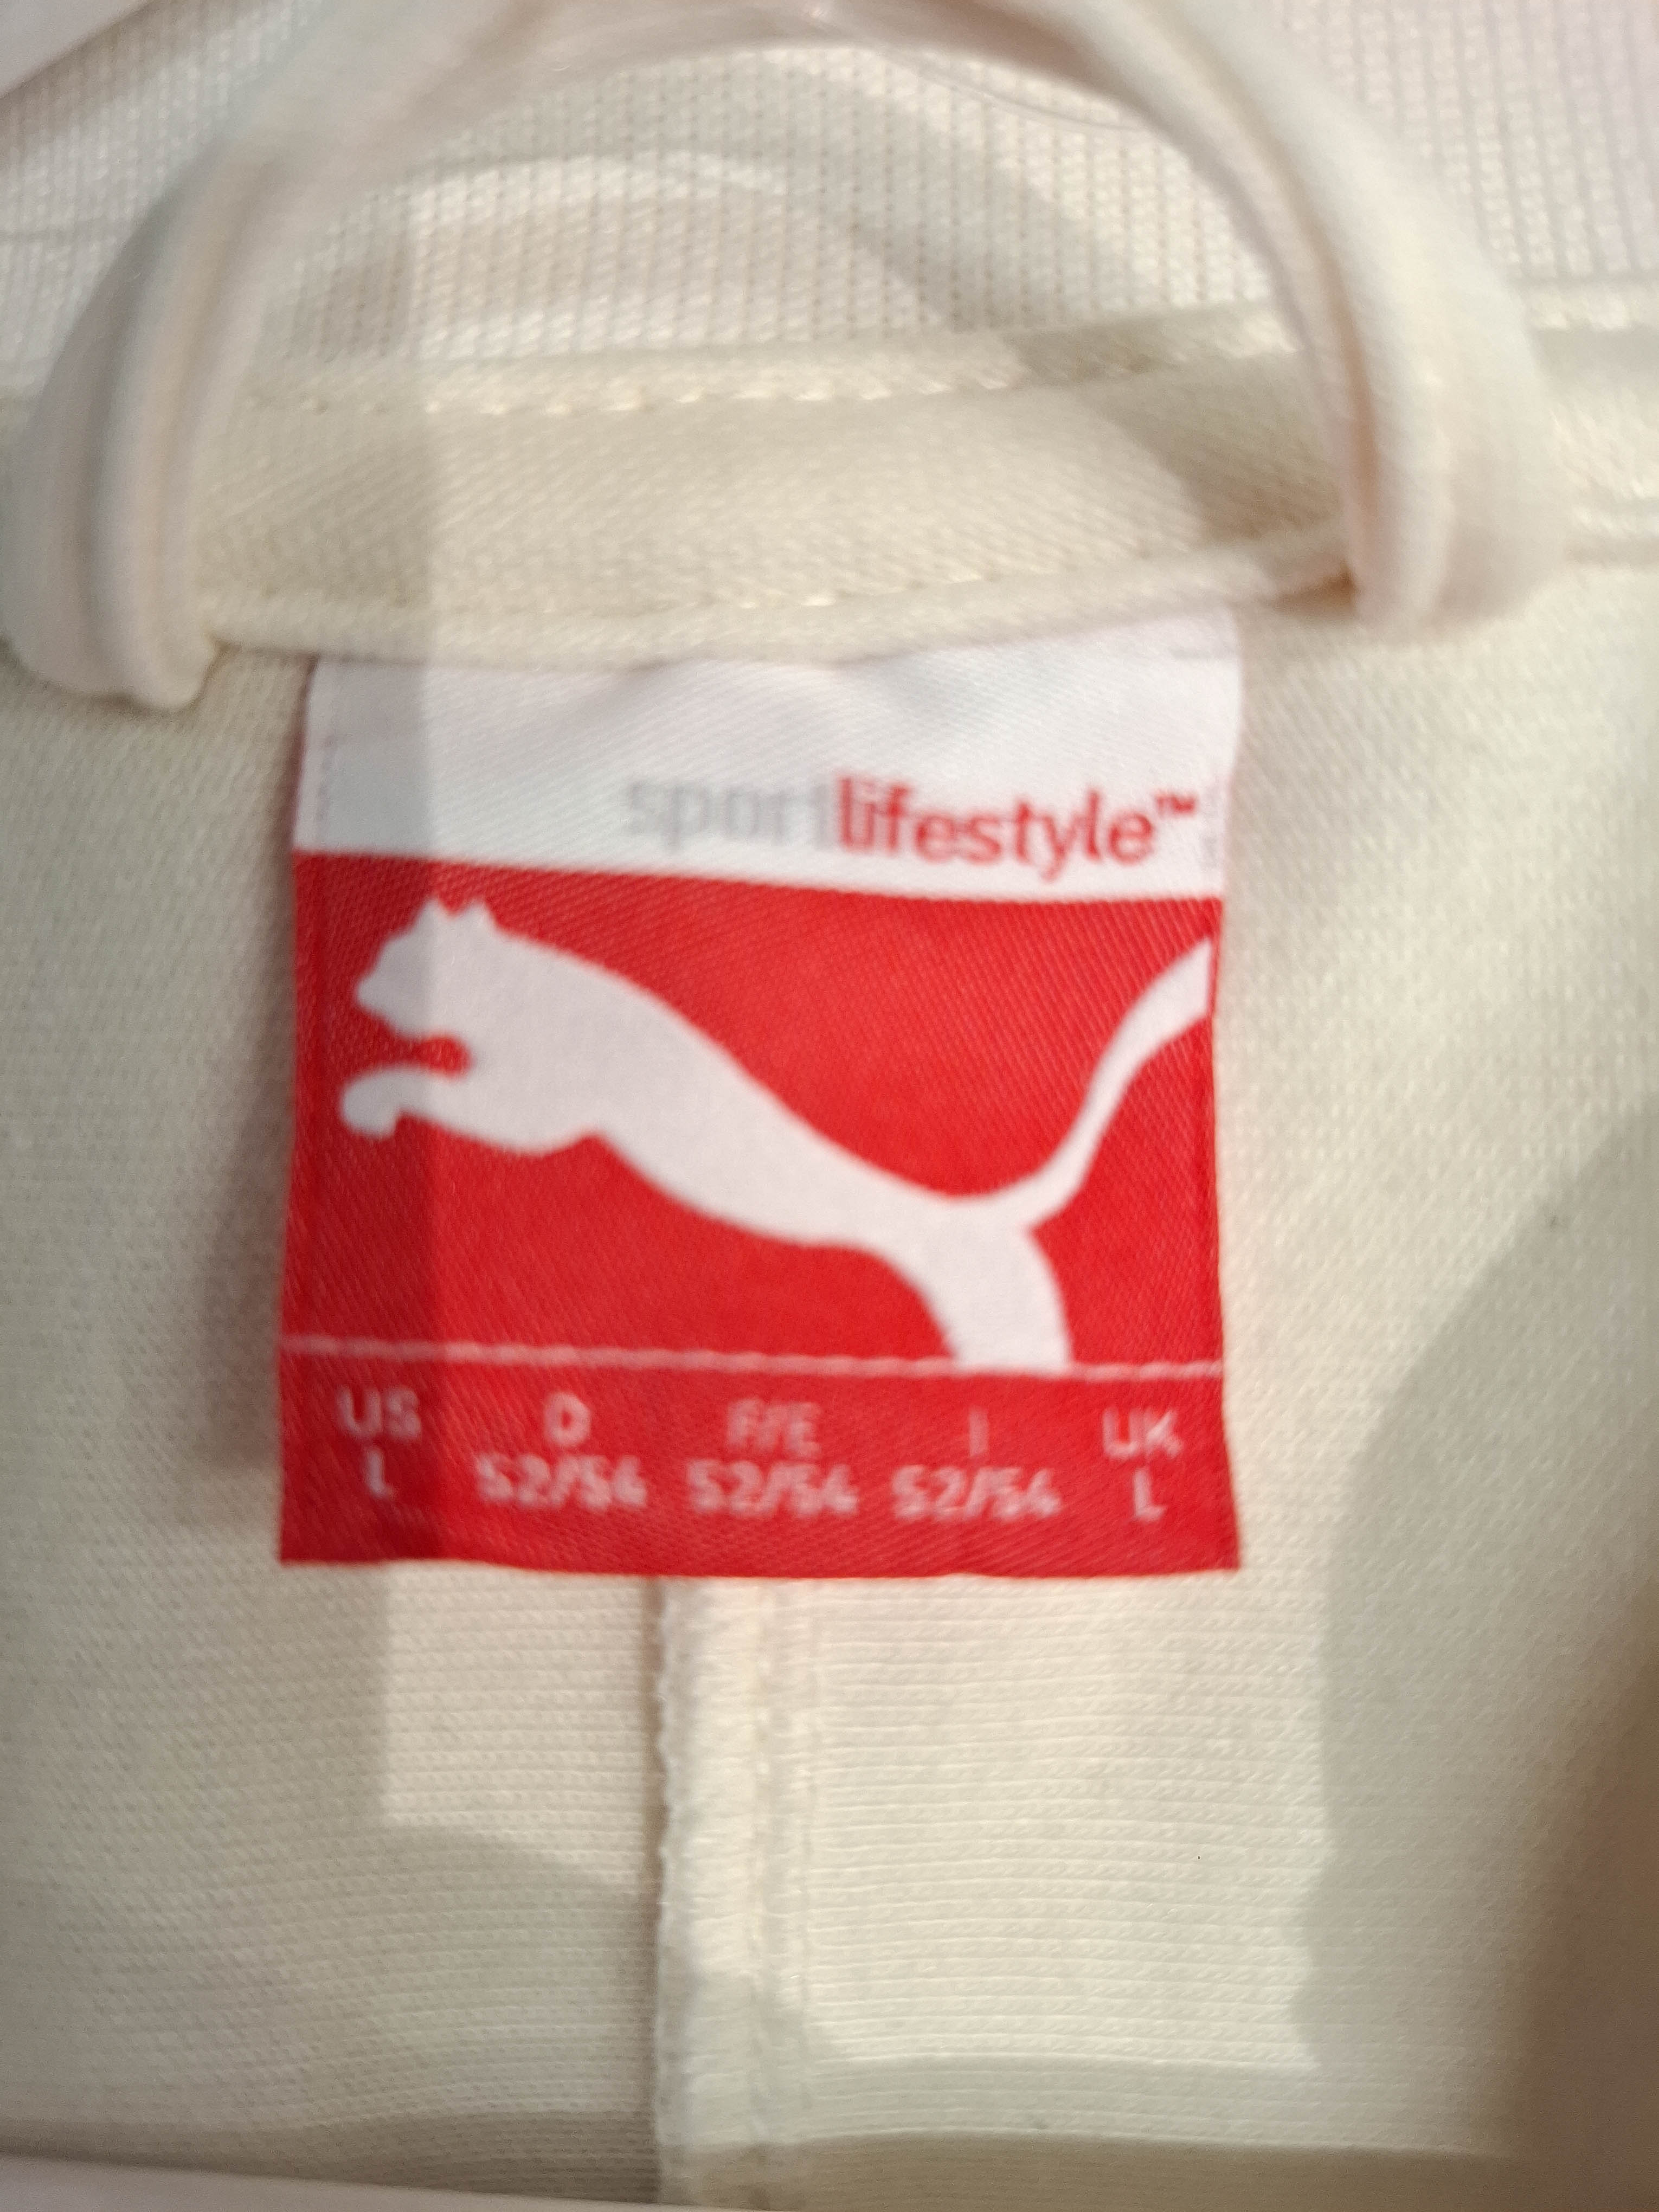 sportlifestyle™
US D F/E I UK
L 52/54 52/54 52/54 L